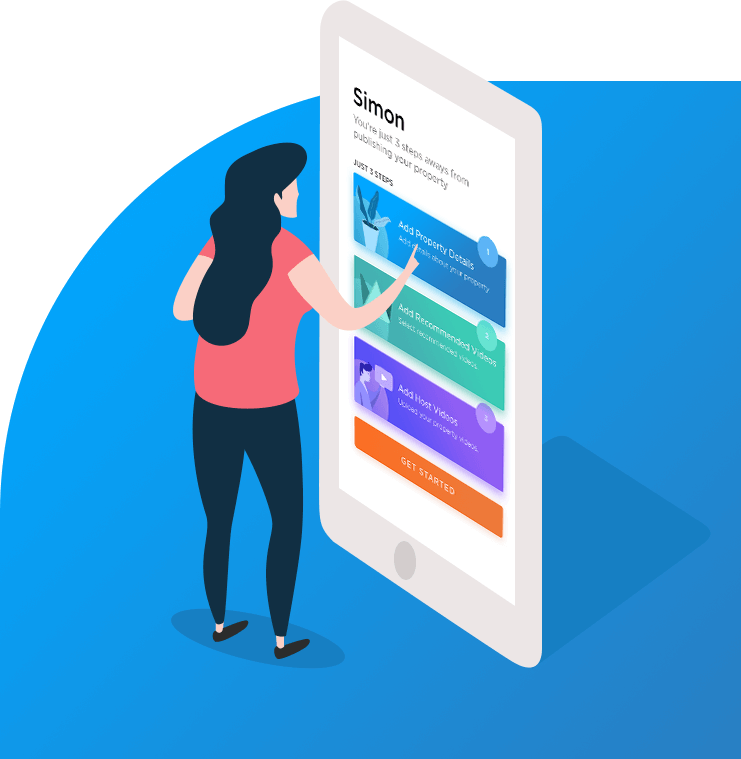 Simon
You're just 3 steps aways from
publishing your property
JUST 3 STEPS
1
Add Property Details
Add details about your property
2
Add Recommended Videos
Select recommended videos.
3
Add Host Videos
Upload your property videos.
GET STARTED